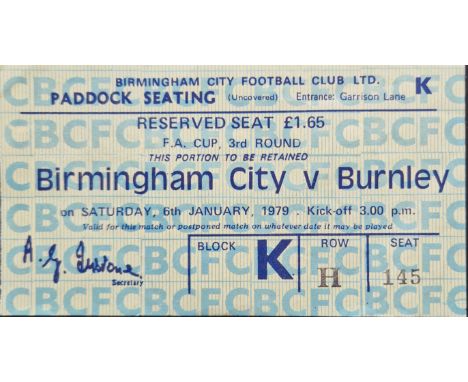 BIRMINGHAM CITY FOOTBALL CLUB LTD. K
PADDOCK SEATING (Uncovered) Entrance: Garrison Lane
RESERVED SEAT £1.65
F.A. CUP, 3rd ROUND
THIS PORTION TO BE RETAINED
Birmingham City v Burnley
on SATURDAY, 6th JANUARY, 1979 . Kick-off 3.00 p.m.
Valid for this match or postponed match on whatever date it may be played
BLOCK K ROW H SEAT 145
A. G.
Secretary